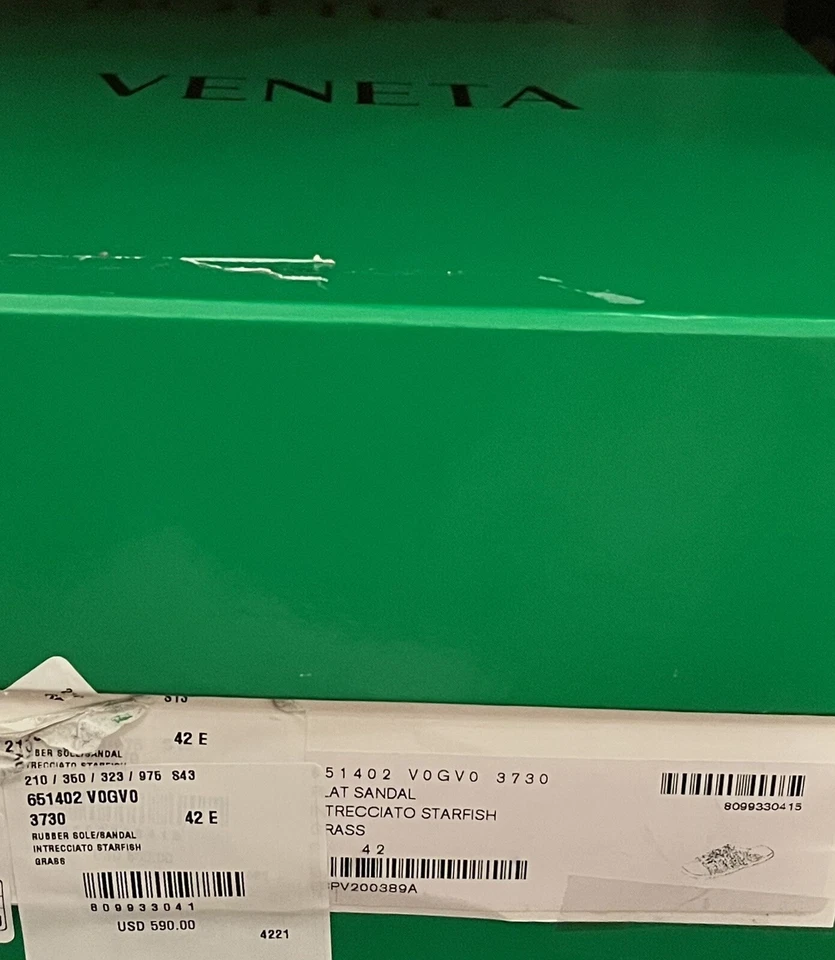 VENETA
42 E
210 / 350 / 323 / 975 S43
651402 V0GV0
3730 42 E
RUBBER SOLE/SANDAL
INTRECCIATO STARFISH
GRASS
809933041
USD 590.00
4221
51402 V0GV0 3730
LAT SANDAL
TRECCIATO STARFISH
RASS
42
PV200389A
8099330415